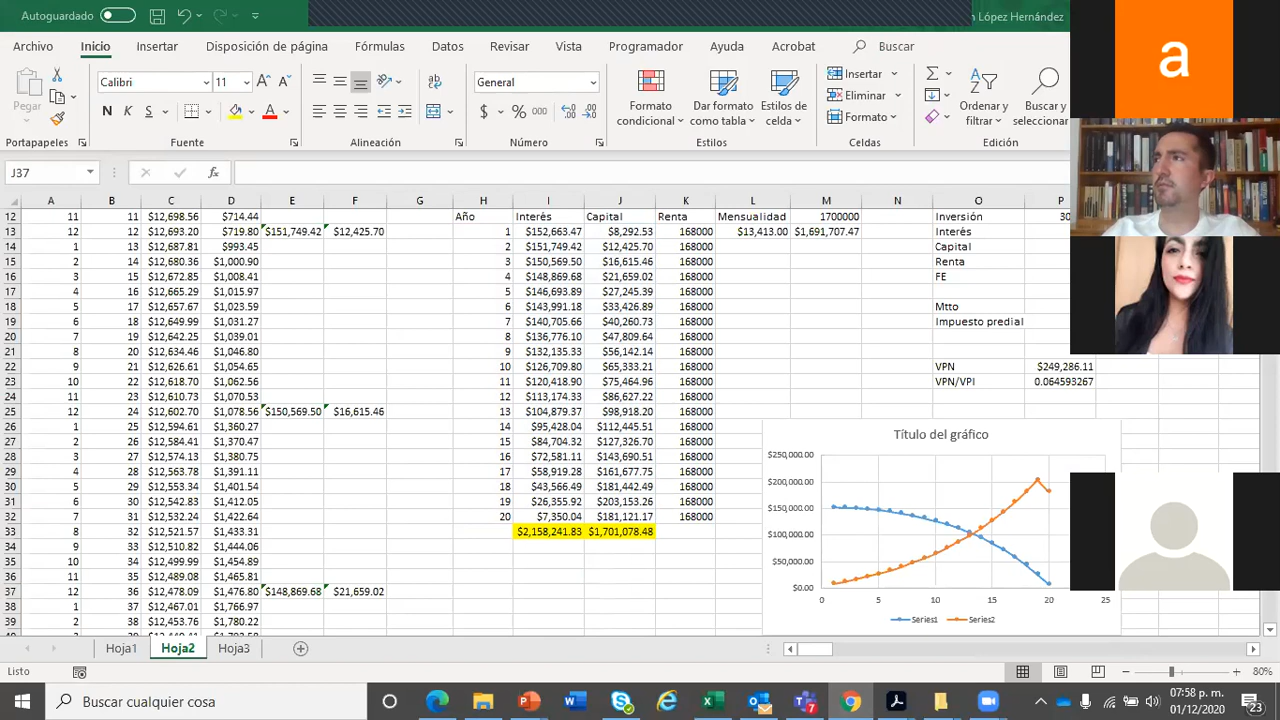 Autoguardado
n López Hernández
Archivo Inicio Insertar Disposición de página Fórmulas Datos Revisar Vista Programador Ayuda Acrobat Buscar
Pegar
Calibri 11
N K S
General
$ % 000
Formato condicional
Dar formato como tabla
Estilos de celda
Insertar
Eliminar
Formato
Ordenar y filtrar
Buscar y seleccionar
Portapapeles Fuente Alineación Número Estilos Celdas Edición
J37 fx
A B C D E F G H I J K L M N O P
12 11 11 $12,698.56 $714.44 Año Interès Capital Renta Mensualidad 1700000 Inversión 30
13 12 12 $12,693.20 $719.80 $151,749.42 $12,425.70 1 $152,663.47 $8,292.53 168000 $13,413.00 $1,691,707.47 Interès
14 1 13 $12,687.81 $993.45 2 $151,749.42 $12,425.70 168000 Capital
15 2 14 $12,680.36 $1,000.90 3 $150,569.50 $16,615.46 168000 Renta
16 3 15 $12,672.85 $1,008.41 4 $148,869.68 $21,659.02 168000 FE
17 4 16 $12,665.29 $1,015.97 5 $146,693.89 $27,245.39 168000
18 5 17 $12,657.67 $1,023.59 6 $143,991.18 $33,426.89 168000 Mtto
19 6 18 $12,649.99 $1,031.27 7 $140,705.66 $40,260.73 168000 Impuesto predial
20 7 19 $12,642.25 $1,039.01 8 $136,776.10 $47,809.64 168000
21 8 20 $12,634.46 $1,046.80 9 $132,135.33 $56,142.14 168000
22 9 21 $12,626.61 $1,054.65 10 $126,709.80 $65,333.21 168000 VPN $249,286.11
23 10 22 $12,618.70 $1,062.56 11 $120,418.90 $75,464.96 168000 VPN/VPI 0.064593267
24 11 23 $12,610.73 $1,070.53 12 $113,174.33 $86,627.22 168000
25 12 24 $12,602.70 $1,078.56 $150,569.50 $16,615.46 13 $104,879.37 $98,918.20 168000
26 1 25 $12,594.61 $1,360.27 14 $95,428.04 $112,445.51 168000
27 2 26 $12,584.41 $1,370.47 15 $84,704.32 $127,326.70 168000
28 3 27 $12,574.13 $1,380.75 16 $72,581.11 $143,690.51 168000
29 4 28 $12,563.78 $1,391.11 17 $58,919.28 $161,677.75 168000
30 5 29 $12,553.34 $1,401.54 18 $43,566.49 $181,442.49 168000
31 6 30 $12,542.83 $1,412.05 19 $26,355.92 $203,153.26 168000
32 7 31 $12,532.24 $1,422.64 20 $7,350.04 $181,121.17 168000
33 8 32 $12,521.57 $1,433.31 $2,158,241.83 $1,701,078.48
34 9 33 $12,510.82 $1,444.06
35 10 34 $12,499.99 $1,454.89
36 11 35 $12,489.08 $1,465.81
37 12 36 $12,478.09 $1,476.80 $148,869.68 $21,659.02
38 1 37 $12,467.01 $1,766.97
39 2 38 $12,453.76 $1,780.22
Título del gráfico
$250,000.00
$200,000.00
$150,000.00
$100,000.00
$50,000.00
$0.00
0 5 10 15 20 25
Series1 Series2
a
Hoja1 Hoja2 Hoja3
Listo 80%
Buscar cualquier cosa
07:58 p. m.
01/12/2020
23